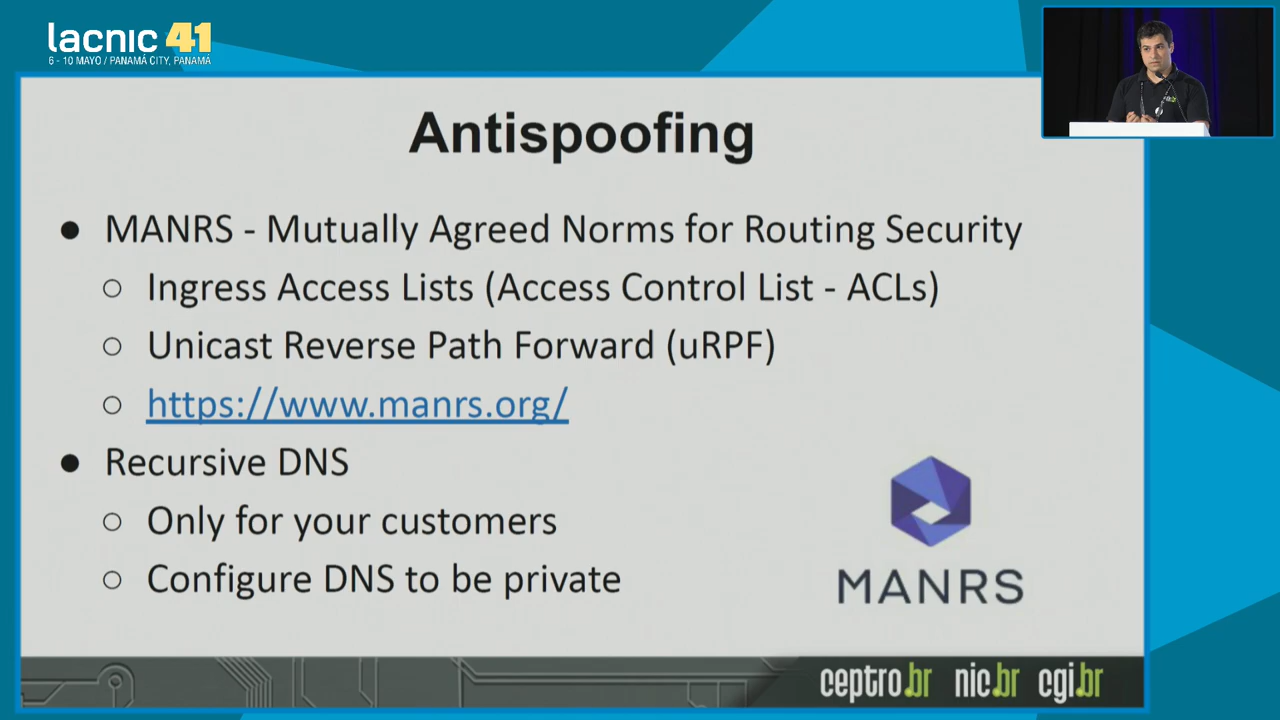 lacnic 41
6 - 10 MAYO / PANAMÁ CITY, PANAMÁ
Antispoofing
● MANRS - Mutually Agreed Norms for Routing Security
○ Ingress Access Lists (Access Control List - ACLs)
○ Unicast Reverse Path Forward (uRPF)
○ https://www.manrs.org/
● Recursive DNS
○ Only for your customers
○ Configure DNS to be private
MANRS
ceptro.br nic.br cgi.br